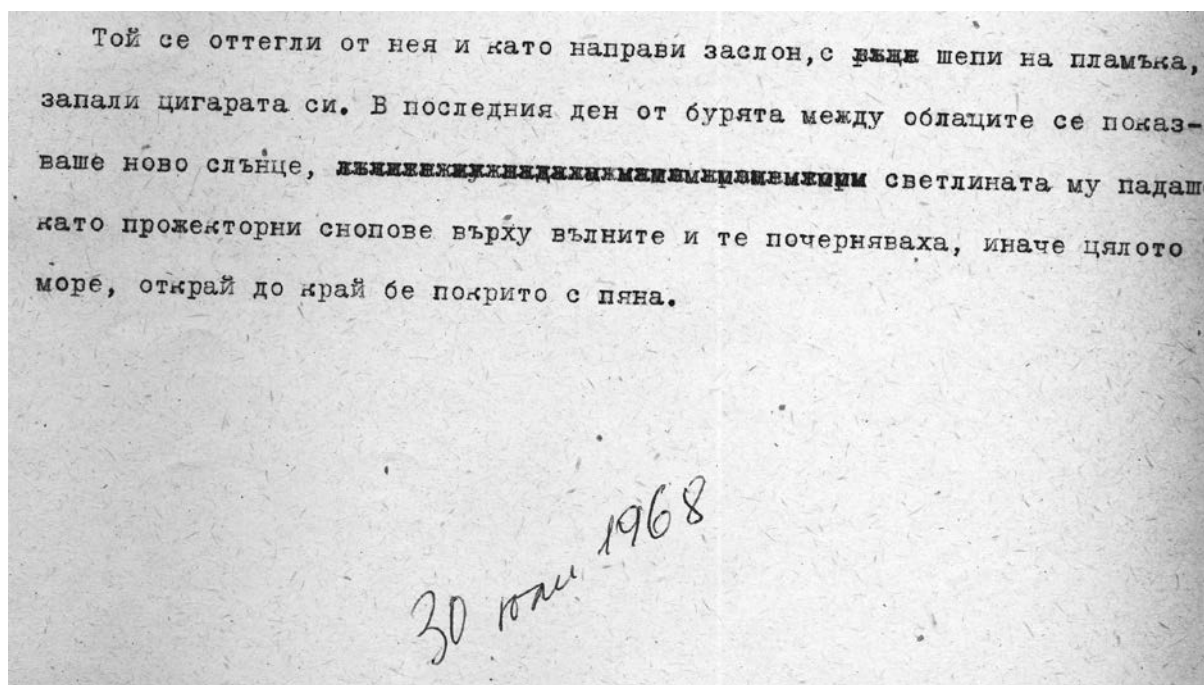 Той се оттегли от нея и като направи заслон, с шепи на пламъка,
запали цигарата си. В последния ден от бурята между облаците се показ-
ваше ново слънце, светлината му падаш
като прожекторни снопове върху вълните и те почерняваха, иначе цялото
море, открай до край бе покрито с пяна.
30 юли 1968